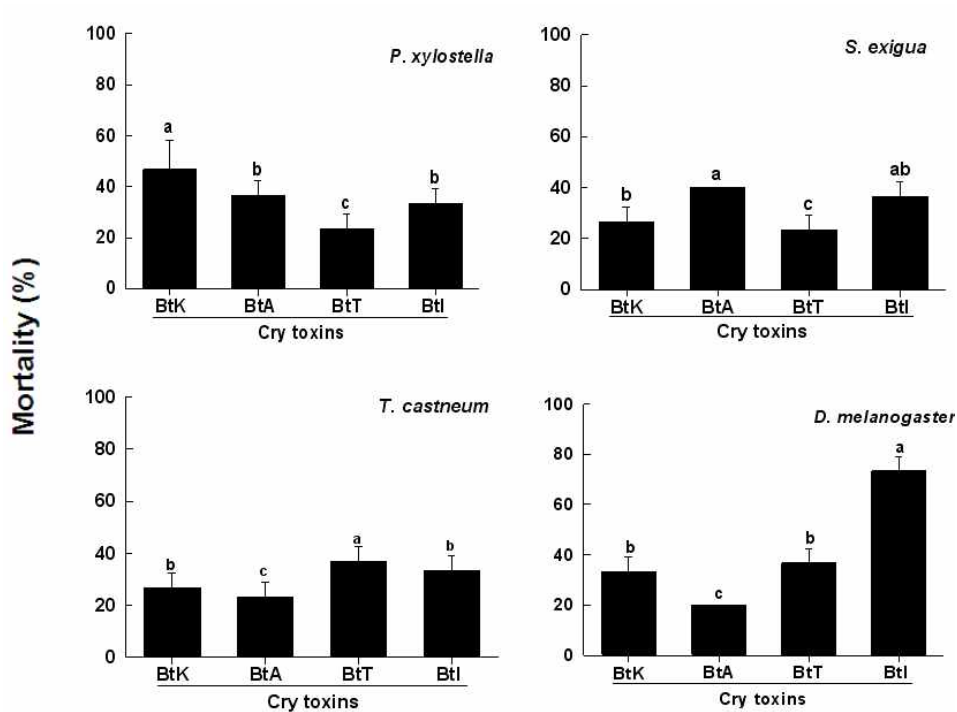 Mortality (%)
P. xylostella
100
80
60
40
20
0
a
b
c
b
BtK BtA BtT BtI
Cry toxins
S. exigua
100
80
60
40
20
0
b
a
c
ab
BtK BtA BtT BtI
Cry toxins
T. castneum
100
80
60
40
20
0
b
c
a
b
BtK BtA BtT BtI
Cry toxins
D. melanogaster
100
80
60
40
20
0
b
c
b
a
BtK BtA BtT BtI
Cry toxins